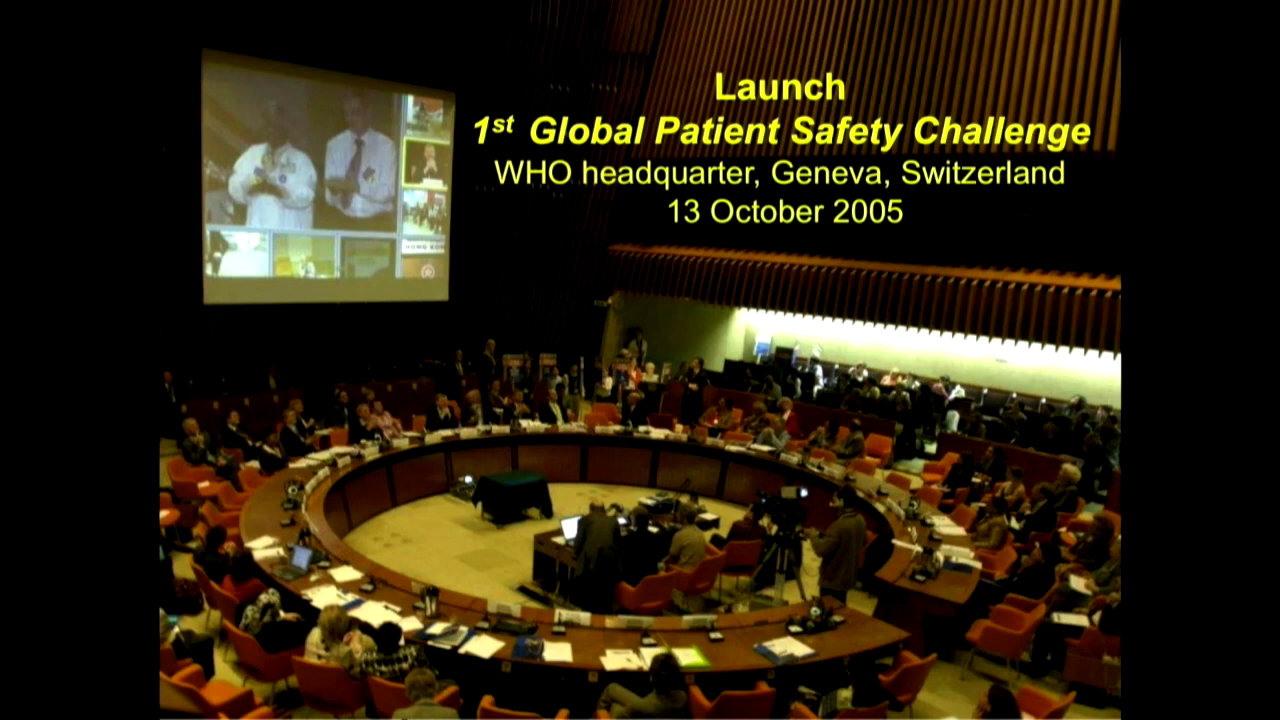 Launch
1st Global Patient Safety Challenge
WHO headquarter, Geneva, Switzerland
13 October 2005